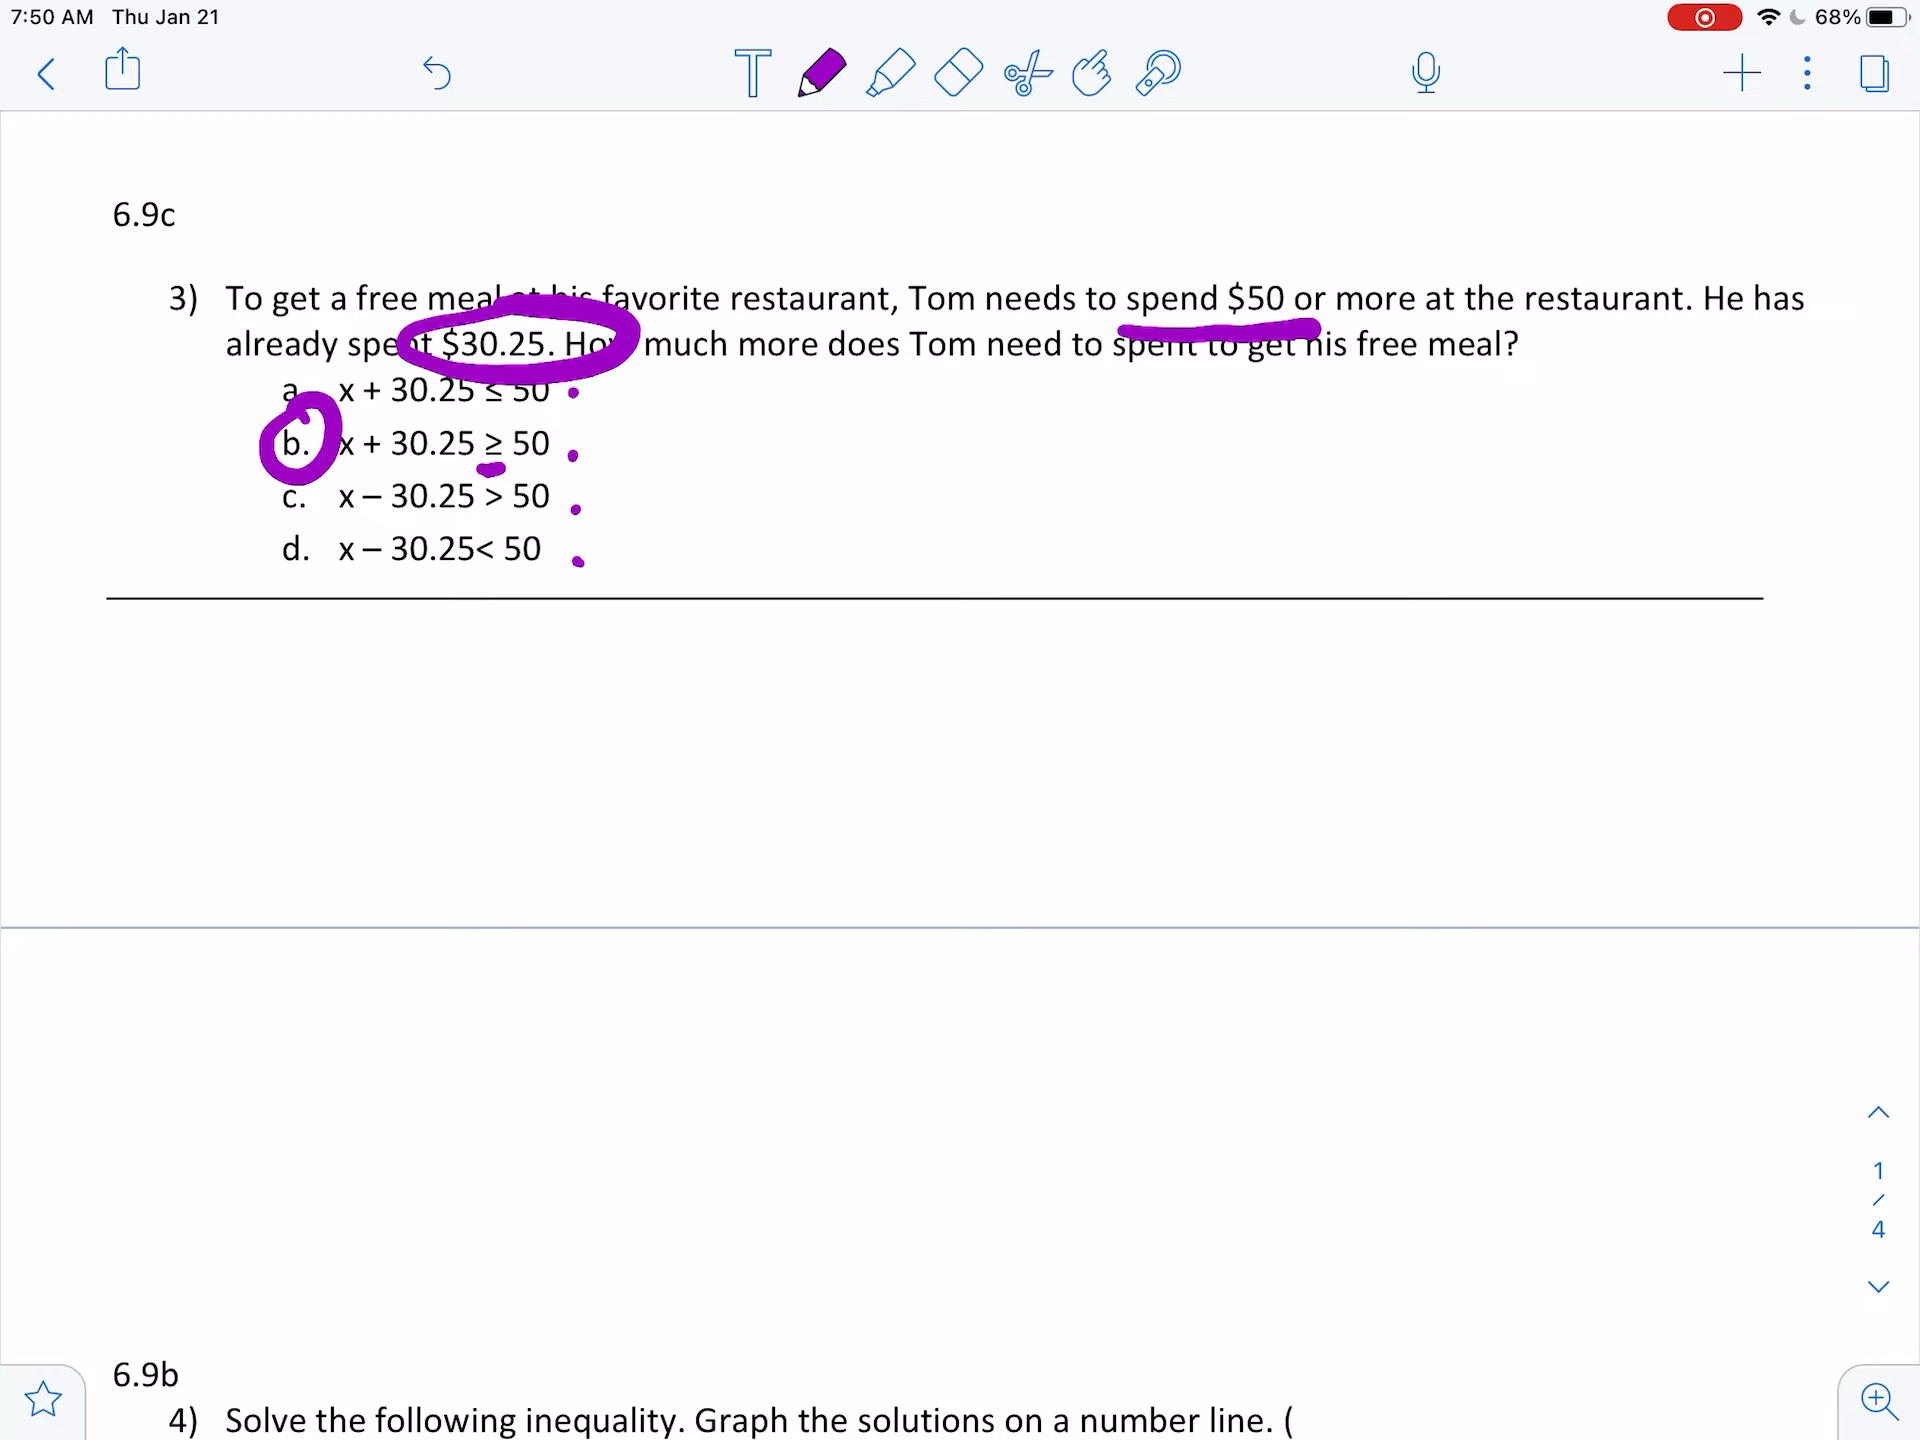 7:50 AM Thu Jan 21
68%
6.9c
3) To get a free meal at his favorite restaurant, Tom needs to spend $50 or more at the restaurant. He has
already spent $30.25. How much more does Tom need to spent to get his free meal?
a. x + 30.25 ≤ 50
b. x + 30.25 ≥ 50
c. x – 30.25 > 50
d. x – 30.25< 50
1
/
4
6.9b
4) Solve the following inequality. Graph the solutions on a number line. (